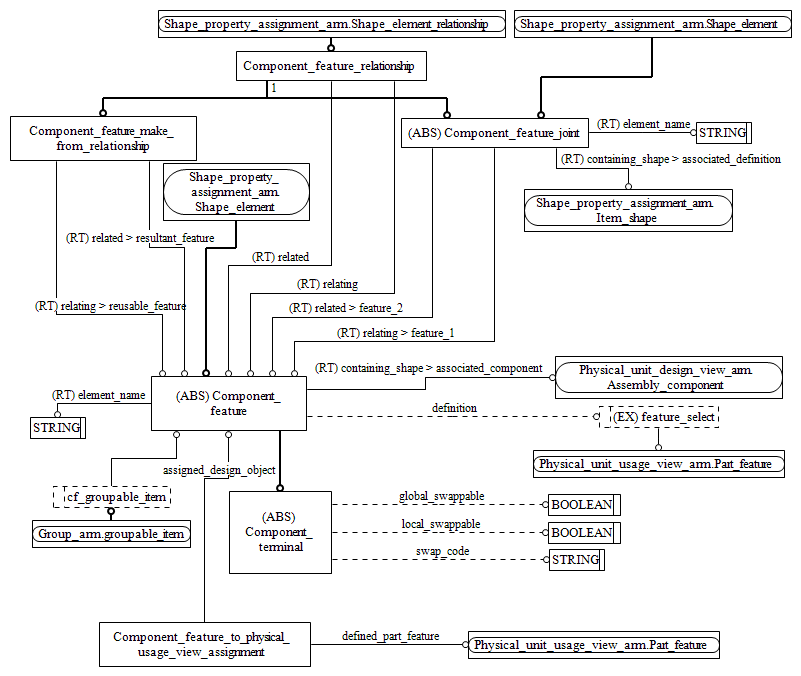 Shape_property_assignment_arm.Shape_element_relationship
Shape_property_assignment_arm.Shape_element
Component_feature_relationship
1
Component_feature_make_
from_relationship
(ABS) Component_feature_joint
(RT) element_name
STRING
(RT) containing_shape > associated_definition
Shape_property_
assignment_arm.
Shape_element
Shape_property_assignment_arm.
Item_shape
(RT) related > resultant_feature
(RT) related
(RT) relating
(RT) relating > reusable_feature
(RT) related > feature_2
(RT) relating > feature_1
(RT) containing_shape > associated_component
Physical_unit_design_view_arm.
Assembly_component
(RT) element_name
(ABS) Component_
feature
STRING
definition
(EX) feature_select
Physical_unit_usage_view_arm.Part_feature
assigned_design_object
cf_groupable_item
Group_arm.groupable_item
(ABS)
Component_
terminal
global_swappable
BOOLEAN
local_swappable
BOOLEAN
swap_code
STRING
Component_feature_to_physical_
usage_view_assignment
defined_part_feature
Physical_unit_usage_view_arm.Part_feature